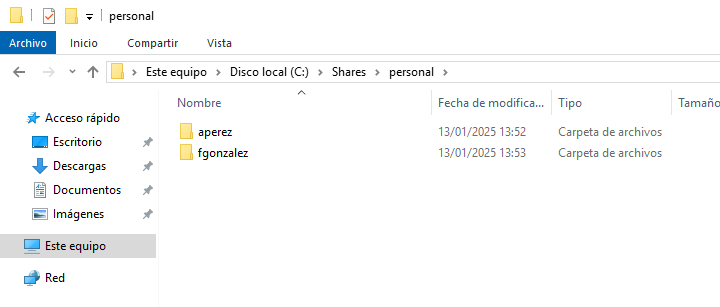 personal
Archivo Inicio Compartir Vista
Este equipo Disco local (C:) Shares personal
Nombre Fecha de modifica... Tipo Tamaño
Acceso rápido
Escritorio
Descargas
Documentos
Imágenes
Este equipo
Red
aperez 13/01/2025 13:52 Carpeta de archivos
fgonzalez 13/01/2025 13:53 Carpeta de archivos